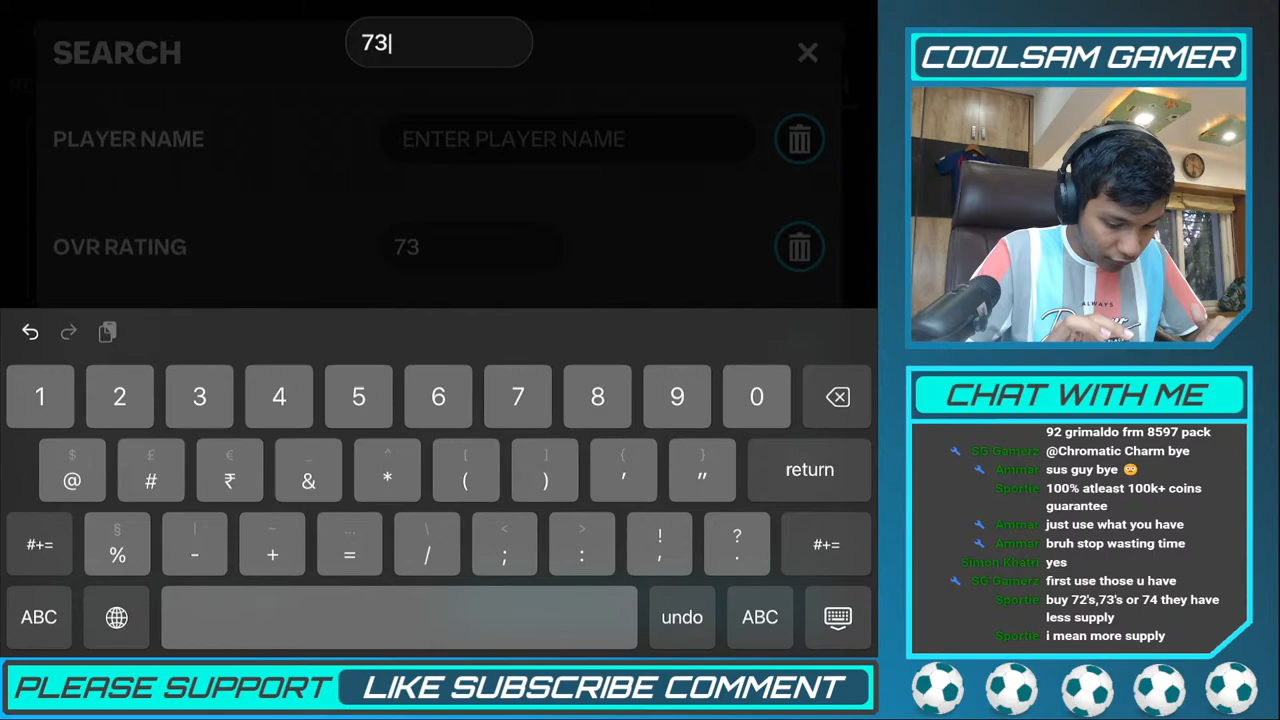 SEARCH
73
PLAYER NAME
ENTER PLAYER NAME
OVR RATING
73
1 2 3 4 5 6 7 8 9 0
$ £ € _ ^ [ ] { }
@ # ₹ & * ( ) ' " return
§ | ~ … \ < > ! ?
#+= % - + = / ; : , . #+=
ABC undo ABC
PLEASE SUPPORT LIKE SUBSCRIBE COMMENT
COOLSAM GAMER
ALWAYS
CHAT WITH ME
92 grimaldo frm 8597 pack
SG Gamerz @Chromatic Charm bye
Ammar sus guy bye 😳
Sportie 100% atleast 100k+ coins
guarantee
Ammar just use what you have
Ammar bruh stop wasting time
Simon Khatri yes
SG Gamerz first use those u have
Sportie buy 72's,73's or 74 they have
less supply
Sportie i mean more supply